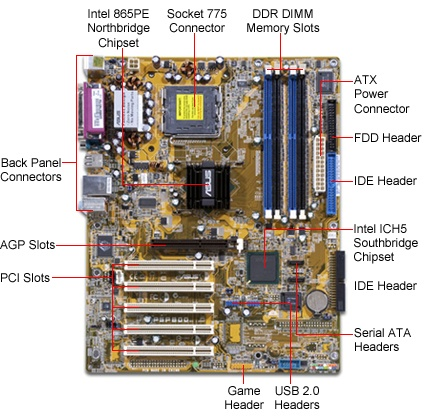 Intel 865PE
Northbridge
Chipset
Socket 775
Connector
DDR DIMM
Memory Slots
ATX
Power
Connector
FDD Header
Back Panel
Connectors
IDE Header
ASUS
AGP Slots
Intel ICH5
Southbridge
Chipset
PCI Slots
IDE Header
Serial ATA
Headers
Game
Header
USB 2.0
Headers